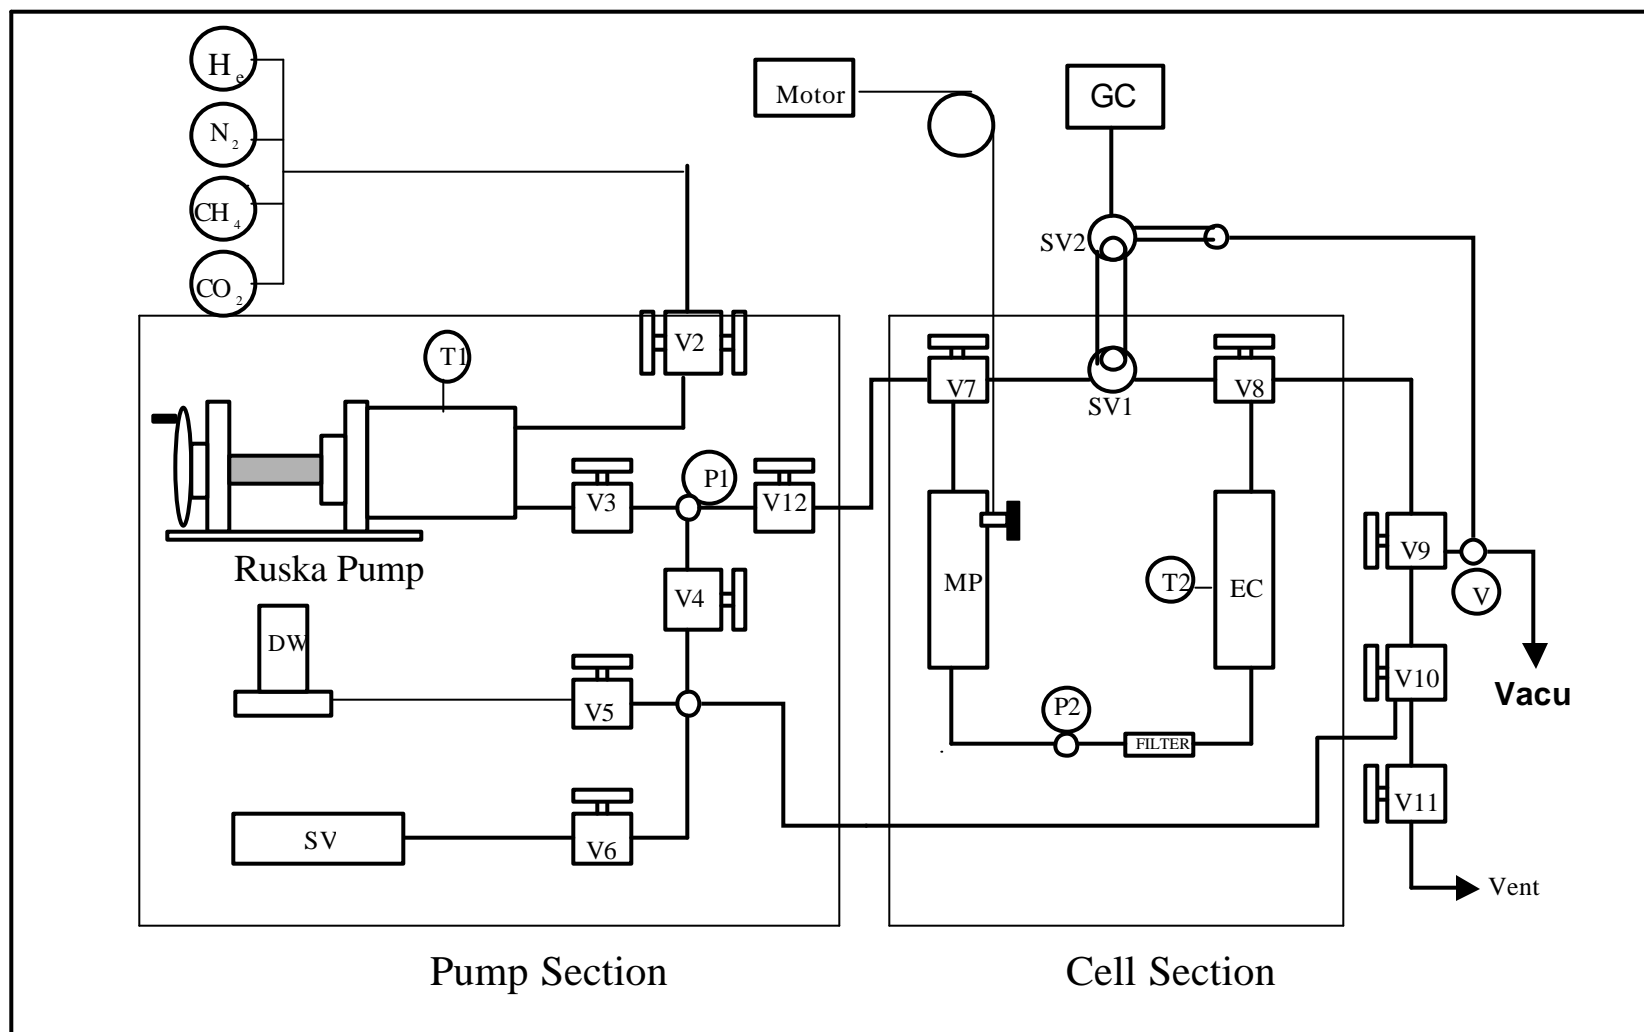 He
Motor
GC
N2
CH4
SV2
CO2
V2
T1
V7
V8
SV1
P1
V3
V12
V9
Ruska Pump
MP
T2
EC
V4
V
DW
V10
Vacu
V5
P2
FILTER
V11
SV
V6
Vent
Pump Section
Cell Section